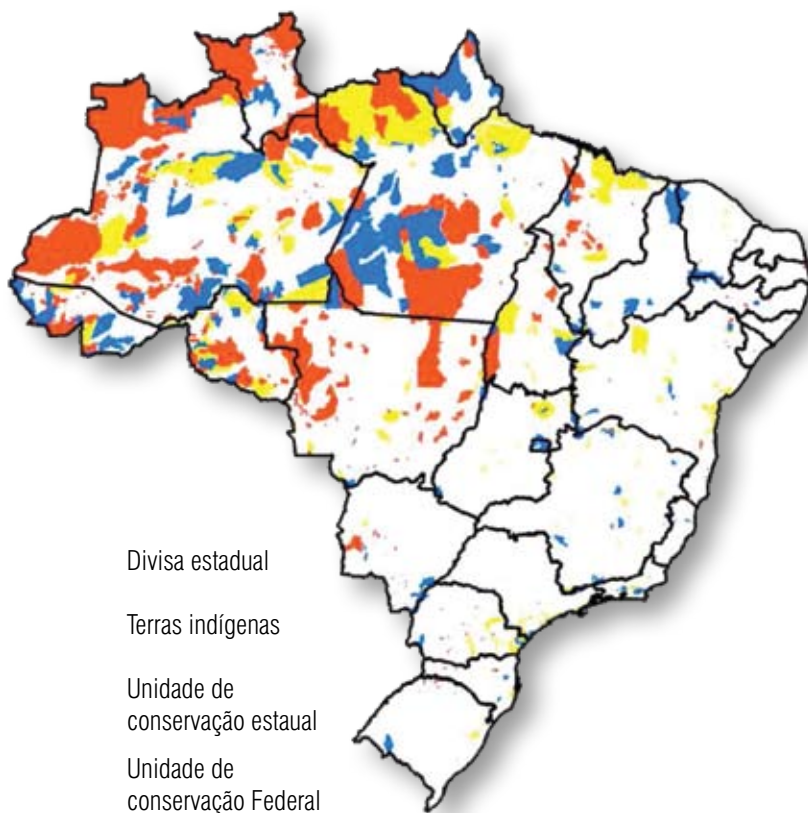 Divisa estadual
Terras indígenas
Unidade de
conservação estaual
Unidade de
conservação Federal